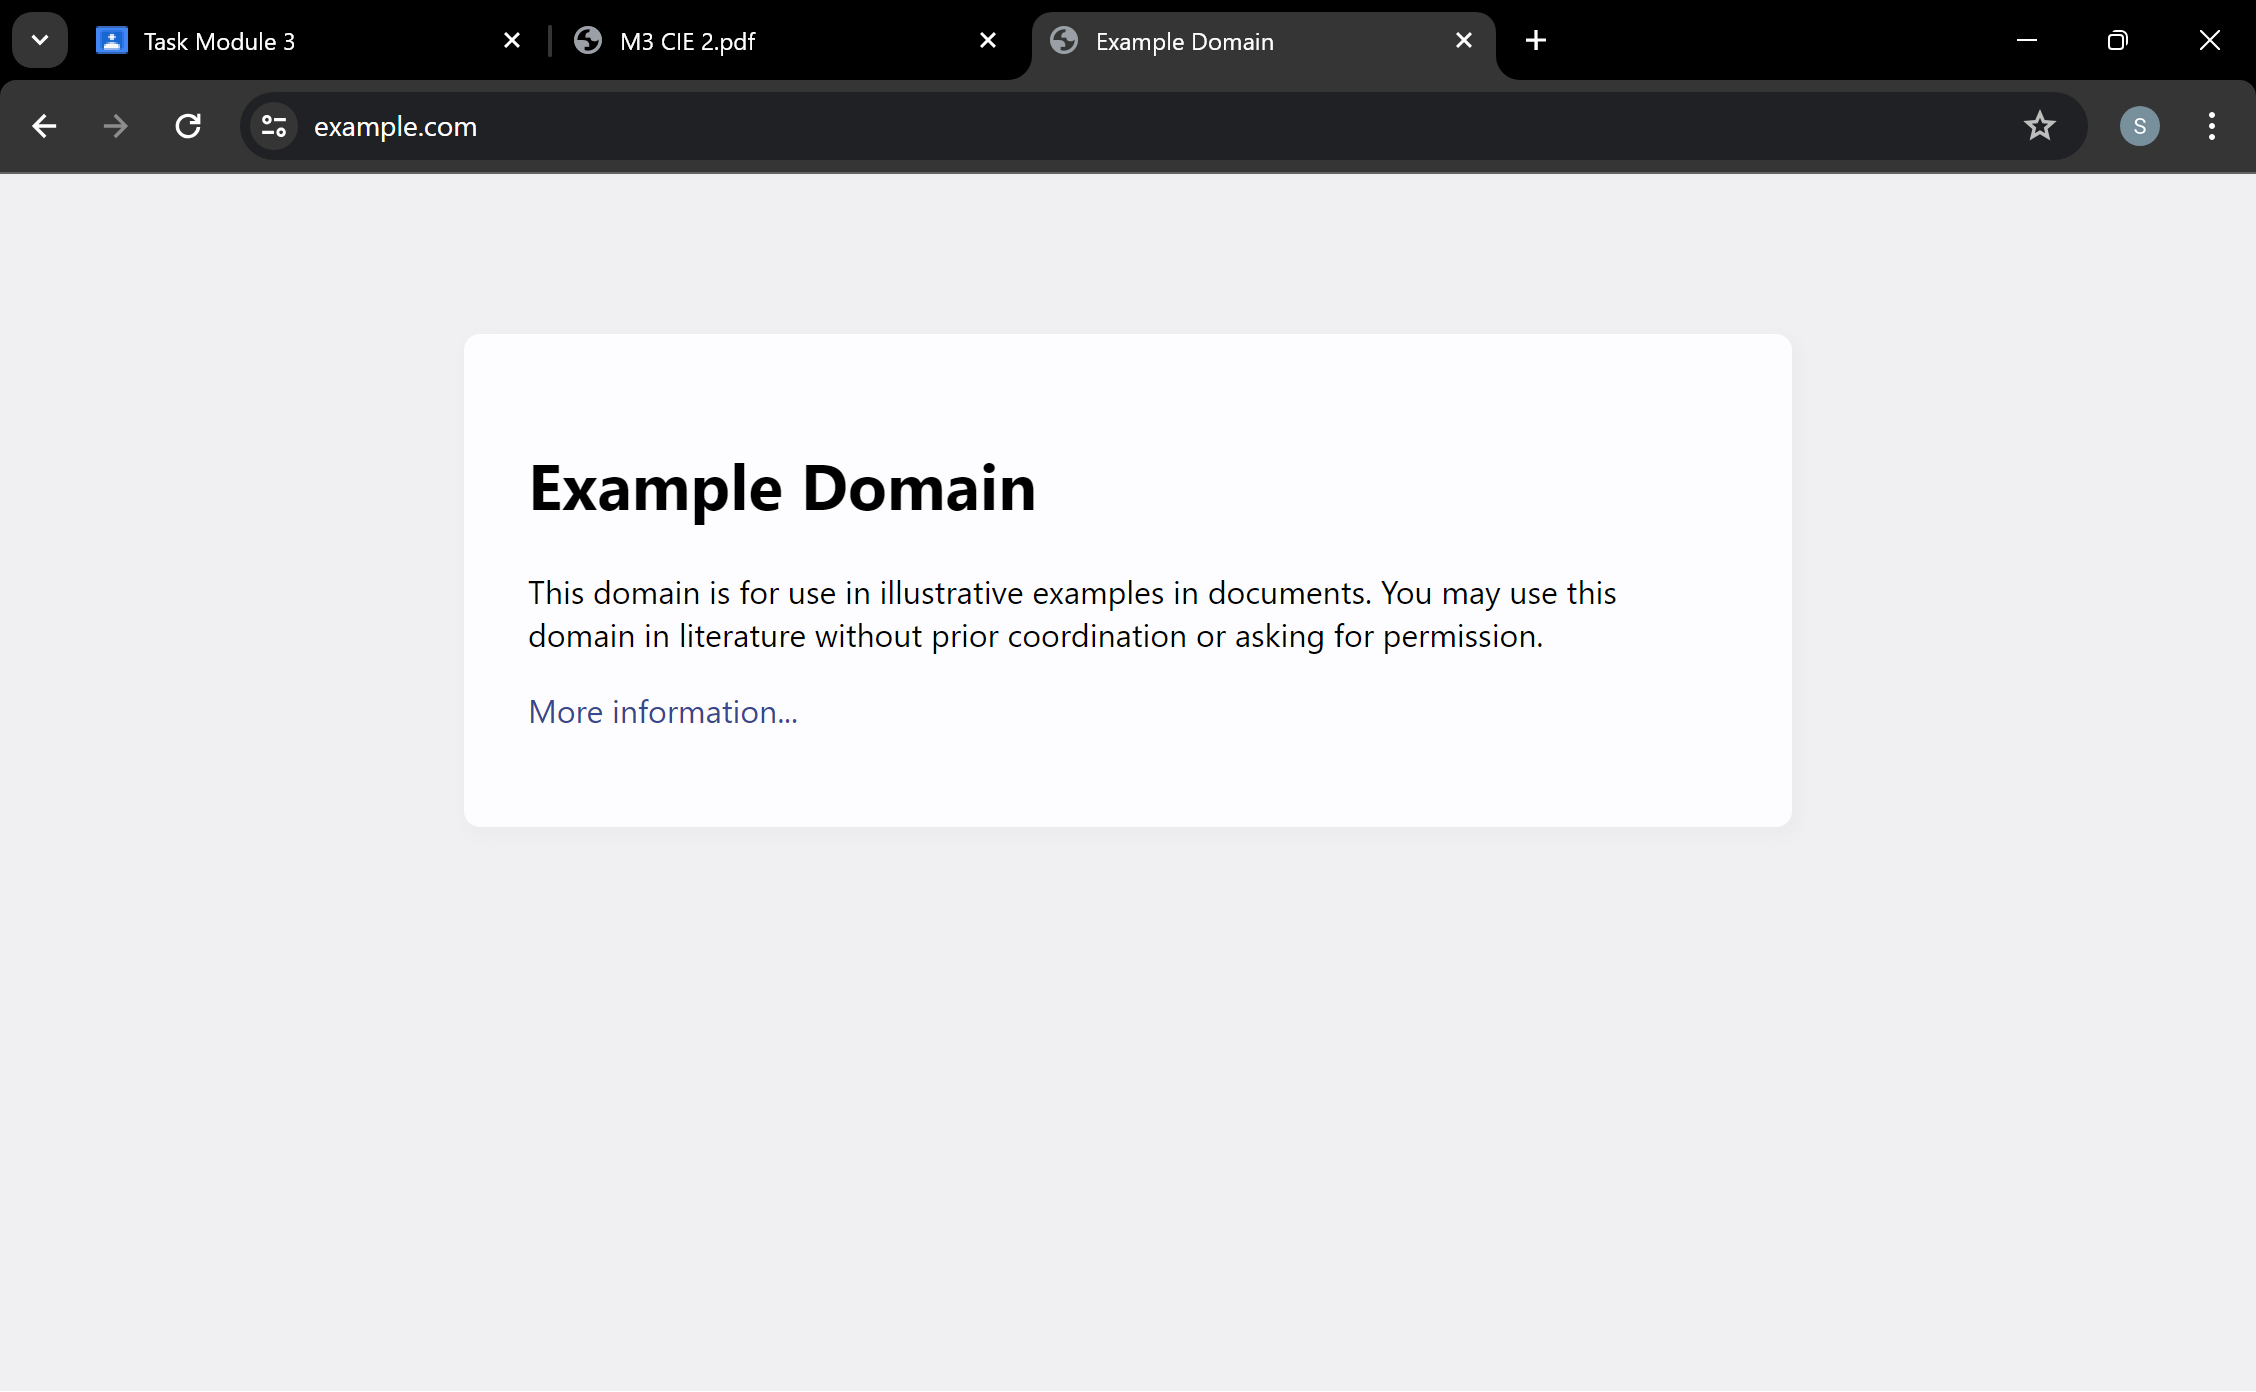 Task Module 3
M3 CIE 2.pdf
Example Domain
example.com
S
Example Domain
This domain is for use in illustrative examples in documents. You may use this
domain in literature without prior coordination or asking for permission.
More information...